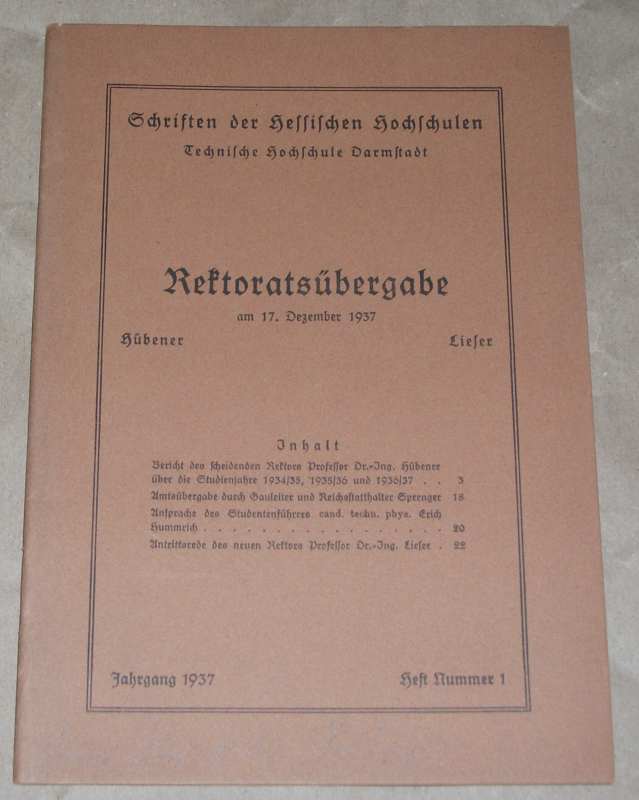 Schriften der Hessischen Hochschulen
Technische Hochschule Darmstadt
Rektoratsübergabe
am 17. Dezember 1937
Hübener Lieser
Inhalt
Bericht des scheidenden Rektors Professor Dr.-Ing. Hübener
über die Studienjahre 1934/35, 1935/36 und 1936/37 . . 3
Amtsübergabe durch Gauleiter und Reichsstatthalter Sprenger 18
Ansprache des Studentenführers cand. techn. phys. Erich
Hummrich . . . . . . . . . . . . . . . . . 20
Antrittsrede des neuen Rektors Professor Dr.-Ing. Lieser . 22
Jahrgang 1937 Heft Nummer 1